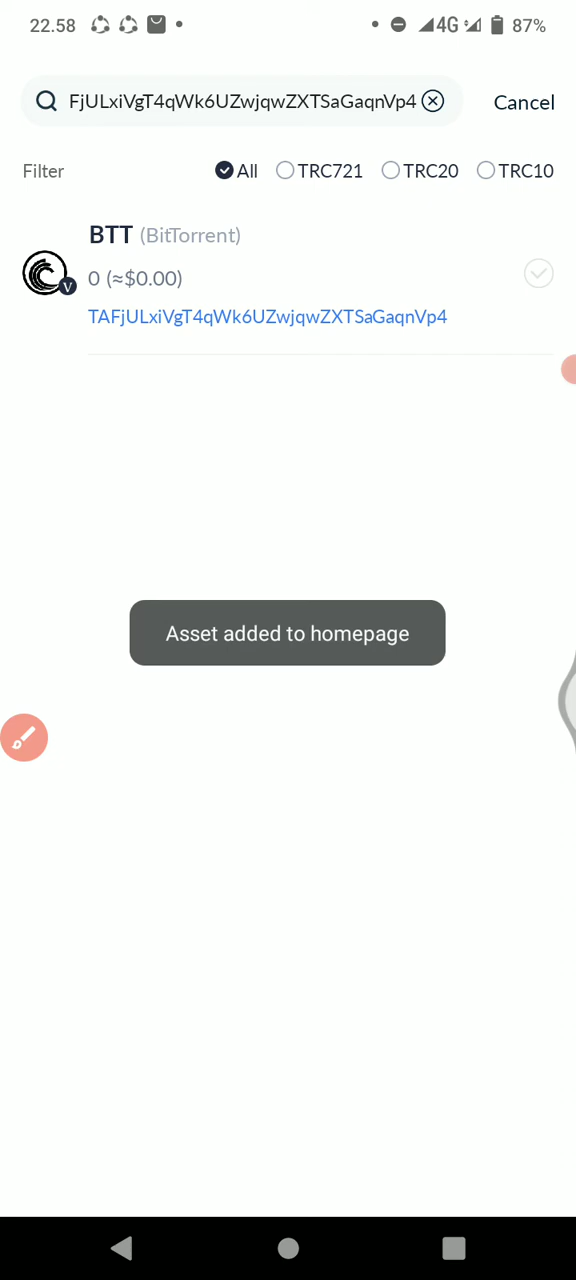 22.58 4G 87%
FjULxiVgT4qWk6UZwjqwZXTSaGaqnVp4 Cancel
Filter All TRC721 TRC20 TRC10
BTT (BitTorrent)
V 0 (≈$0.00)
TAFjULxiVgT4qWk6UZwjqwZXTSaGaqnVp4
Asset added to homepage